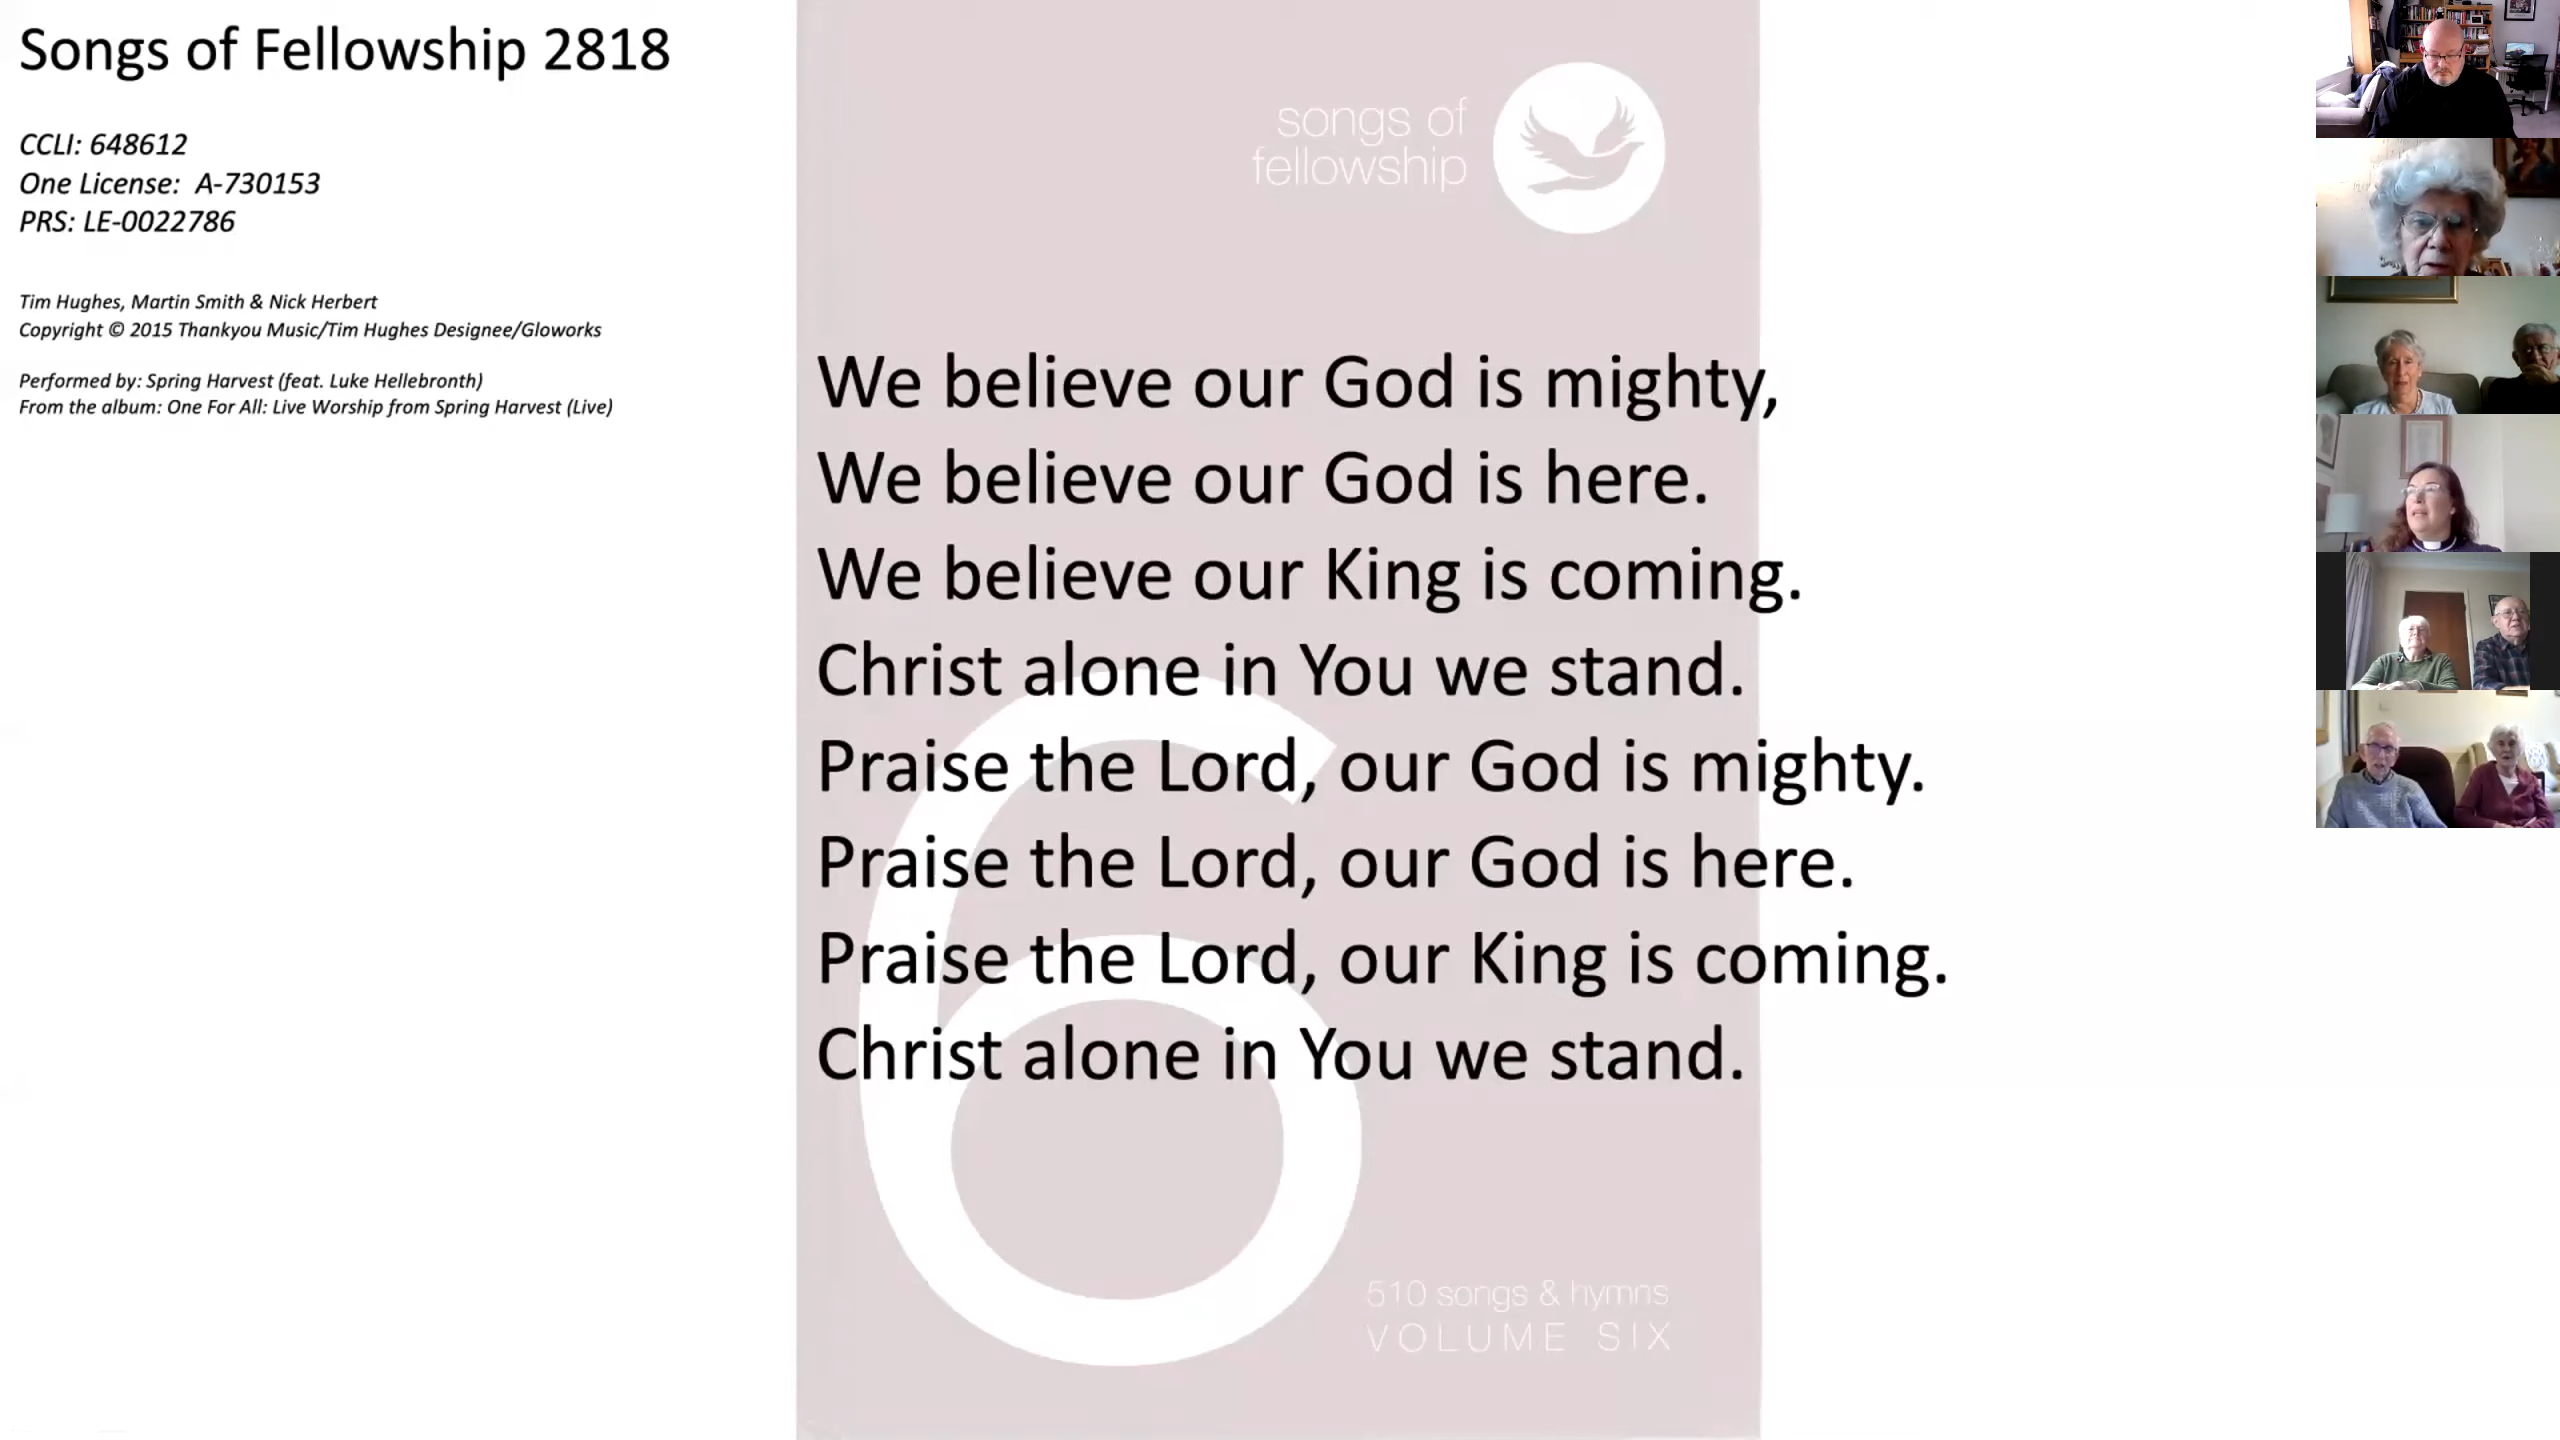 Songs of Fellowship 2818
CCLI: 648612
One License:  A-730153
PRS: LE-0022786
Tim Hughes, Martin Smith & Nick Herbert
Copyright © 2015 Thankyou Music/Tim Hughes Designee/Gloworks
Performed by: Spring Harvest (feat. Luke Hellebronth)
From the album: One For All: Live Worship from Spring Harvest (Live)
songs of
fellowship
We believe our God is mighty,
We believe our God is here.
We believe our King is coming.
Christ alone in You we stand.
Praise the Lord, our God is mighty.
Praise the Lord, our God is here.
Praise the Lord, our King is coming.
Christ alone in You we stand.
6
510 songs & hymns
VOLUME SIX